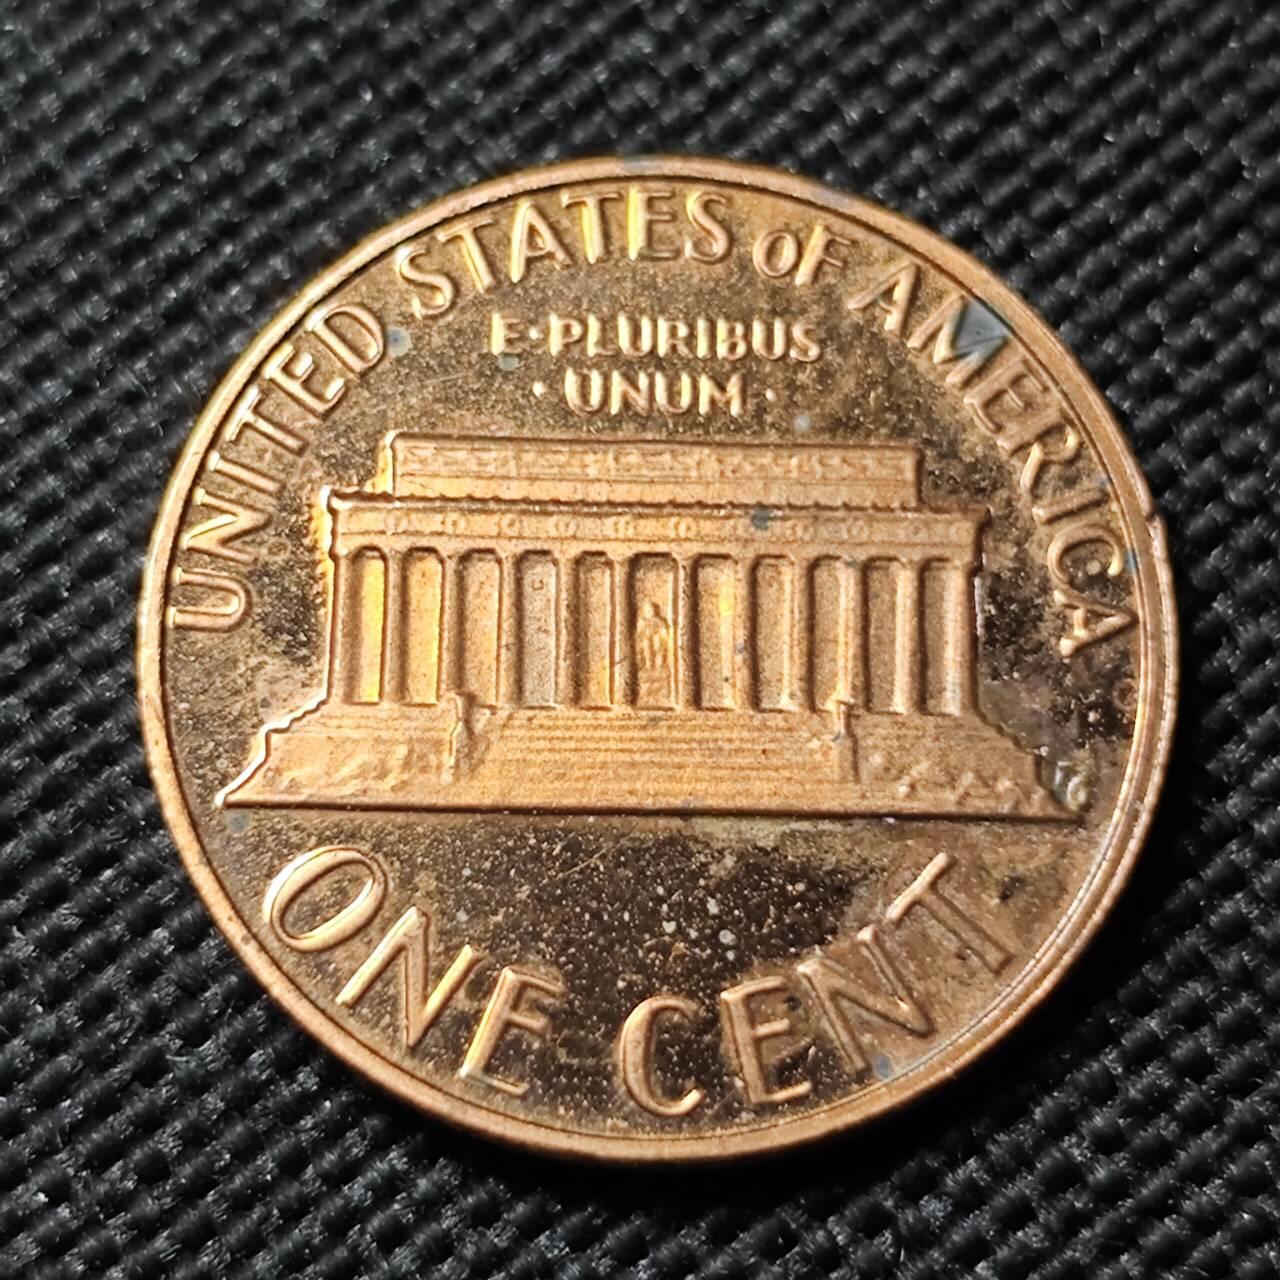 UNITED STATES OF AMERICA
E·PLURIBUS
·UNUM·
ONE CENT